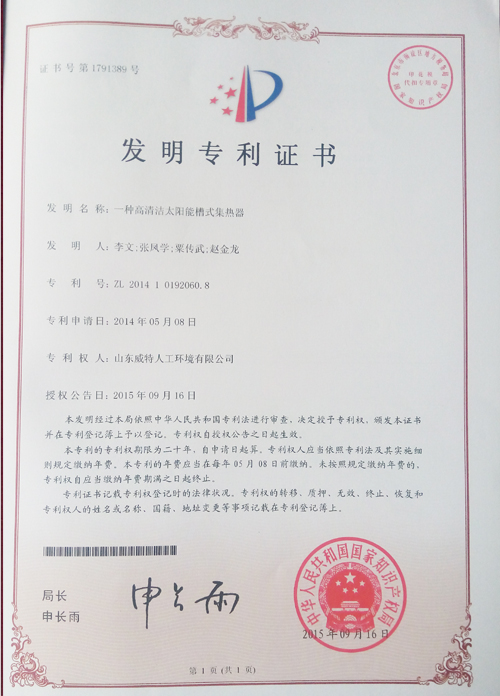 证书号第1791389号
发明专利证书
发明名称：一种高清洁太阳能槽式集热器
发明人：李文;张凤学;粟传武;赵金龙
专利号：ZL 2014 1 0192060.8
专利申请日：2014年05月08日
专利权人：山东威特人工环境有限公司
授权公告日：2015年09月16日
本发明经过本局依照中华人民共和国专利法进行审查，决定授予专利权，颁发本证书
并在专利登记簿上予以登记。专利权自授权公告之日起生效。
本专利的专利权期限为二十年，自申请日起算。专利权人应当依照专利法及其实施细
则规定缴纳年费。本专利的年费应当在每年05月08日前缴纳。未按照规定缴纳年费的，
专利权自应当缴纳年费期满之日起终止。
专利证书记载专利权登记时的法律状况。专利权的转移、质押、无效、终止、恢复和
专利权人的姓名或名称、国籍、地址变更等事项记载在专利登记簿上。
局长
申长雨
申长雨
中华人民共和国国家知识产权局
2015年09月16日
第1页(共1页)